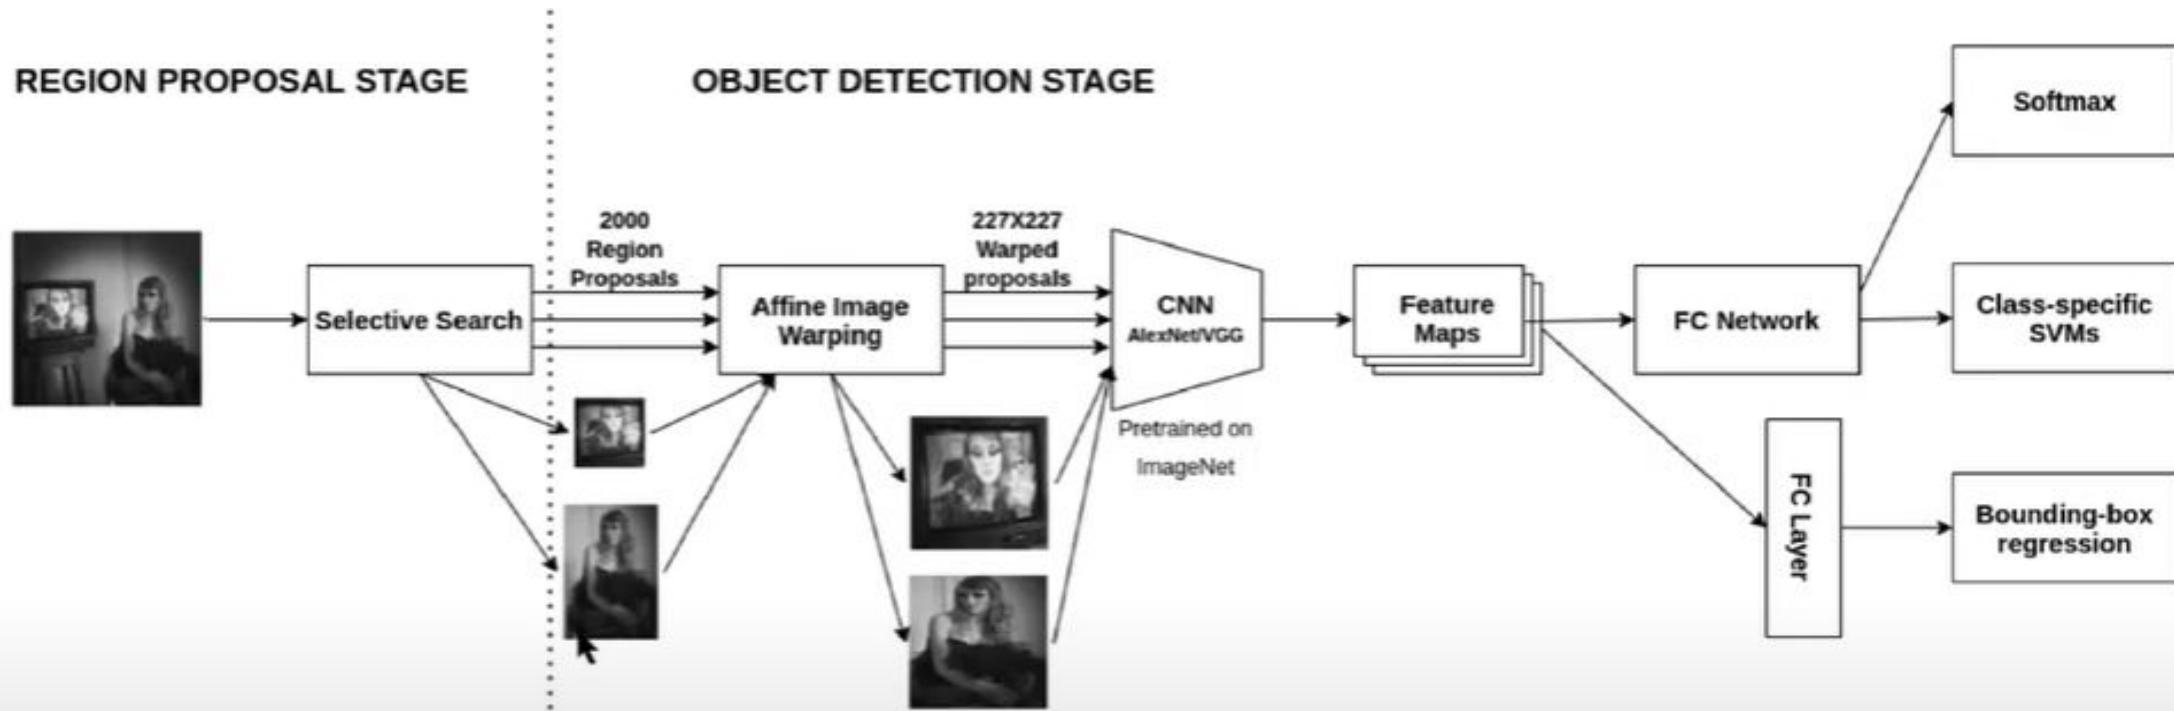 REGION PROPOSAL STAGE
OBJECT DETECTION STAGE
Selective Search
2000
Region
Proposals
Affine Image
Warping
227X227
Warped
proposals
CNN
AlexNet/VGG
Pretrained on
ImageNet
Feature
Maps
FC Network
FC Layer
Softmax
Class-specific
SVMs
Bounding-box
regression